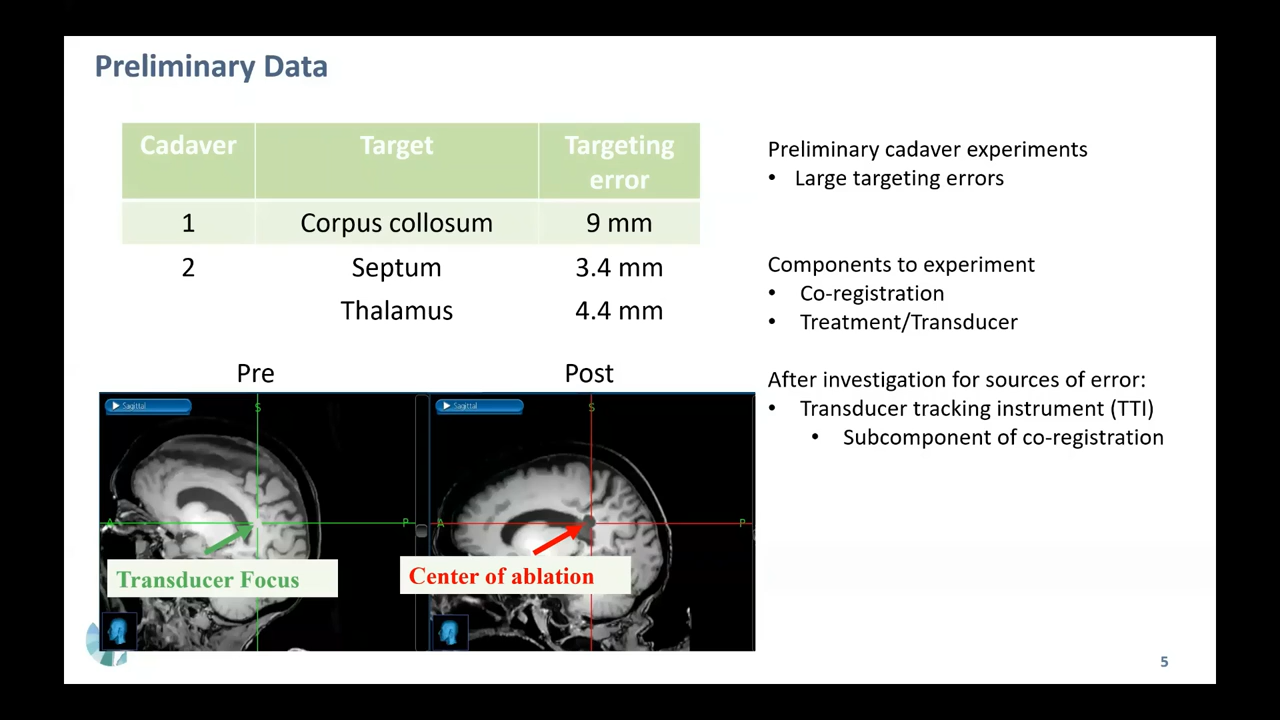 Preliminary Data
Cadaver Target Targeting error
1 Corpus collosum 9 mm
2 Septum 3.4 mm
Thalamus 4.4 mm
Preliminary cadaver experiments
• Large targeting errors
Components to experiment
• Co-registration
• Treatment/Transducer
After investigation for sources of error:
• Transducer tracking instrument (TTI)
• Subcomponent of co-registration
Pre
Post
Sagittal
S
A
P
Transducer Focus
Sagittal
S
A
P
Center of ablation
5